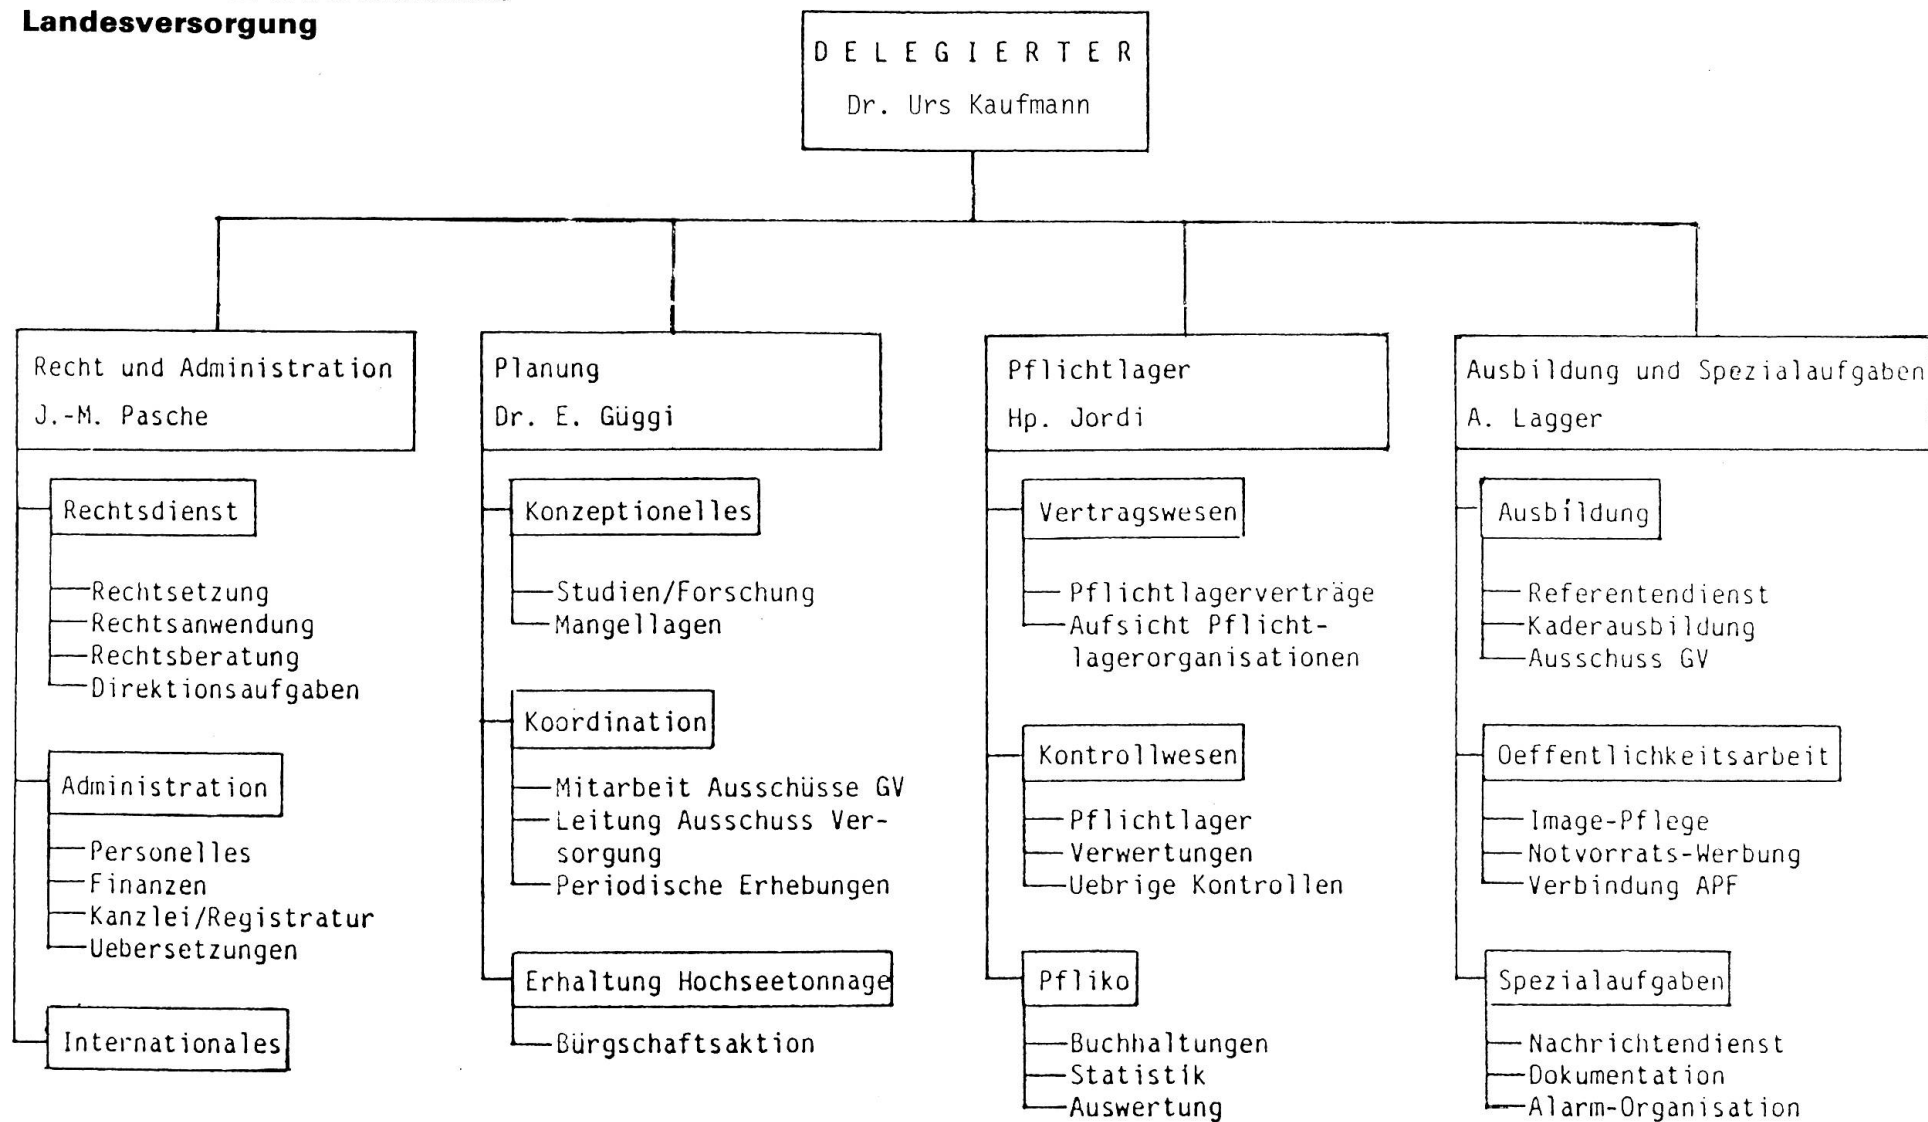 Landesversorgung
DELEGIERTER
Dr. Urs Kaufmann
Recht und Administration
J.-M. Pasche
Rechtsdienst
Rechtsetzung
Rechtsanwendung
Rechtsberatung
Direktionsaufgaben
Administration
Personelles
Finanzen
Kanzlei/Registratur
Uebersetzungen
Internationales
Planung
Dr. E. Güggi
Konzeptionelles
Studien/Forschung
Mangellagen
Koordination
Mitarbeit Ausschüsse GV
Leitung Ausschuss Ver-
sorgung
Periodische Erhebungen
Erhaltung Hochseetonnage
Bürgschaftsaktion
Pflichtlager
Hp. Jordi
Vertragswesen
Pflichtlagerverträge
Aufsicht Pflicht-
lagerorganisationen
Kontrollwesen
Pflichtlager
Verwertungen
Uebrige Kontrollen
Pfliko
Buchhaltungen
Statistik
Auswertung
Ausbildung und Spezialaufgaben
A. Lagger
Ausbildung
Referentendienst
Kaderausbildung
Ausschuss GV
Oeffentlichkeitsarbeit
Image-Pflege
Notvorrats-Werbung
Verbindung APF
Spezialaufgaben
Nachrichtendienst
Dokumentation
Alarm-Organisation